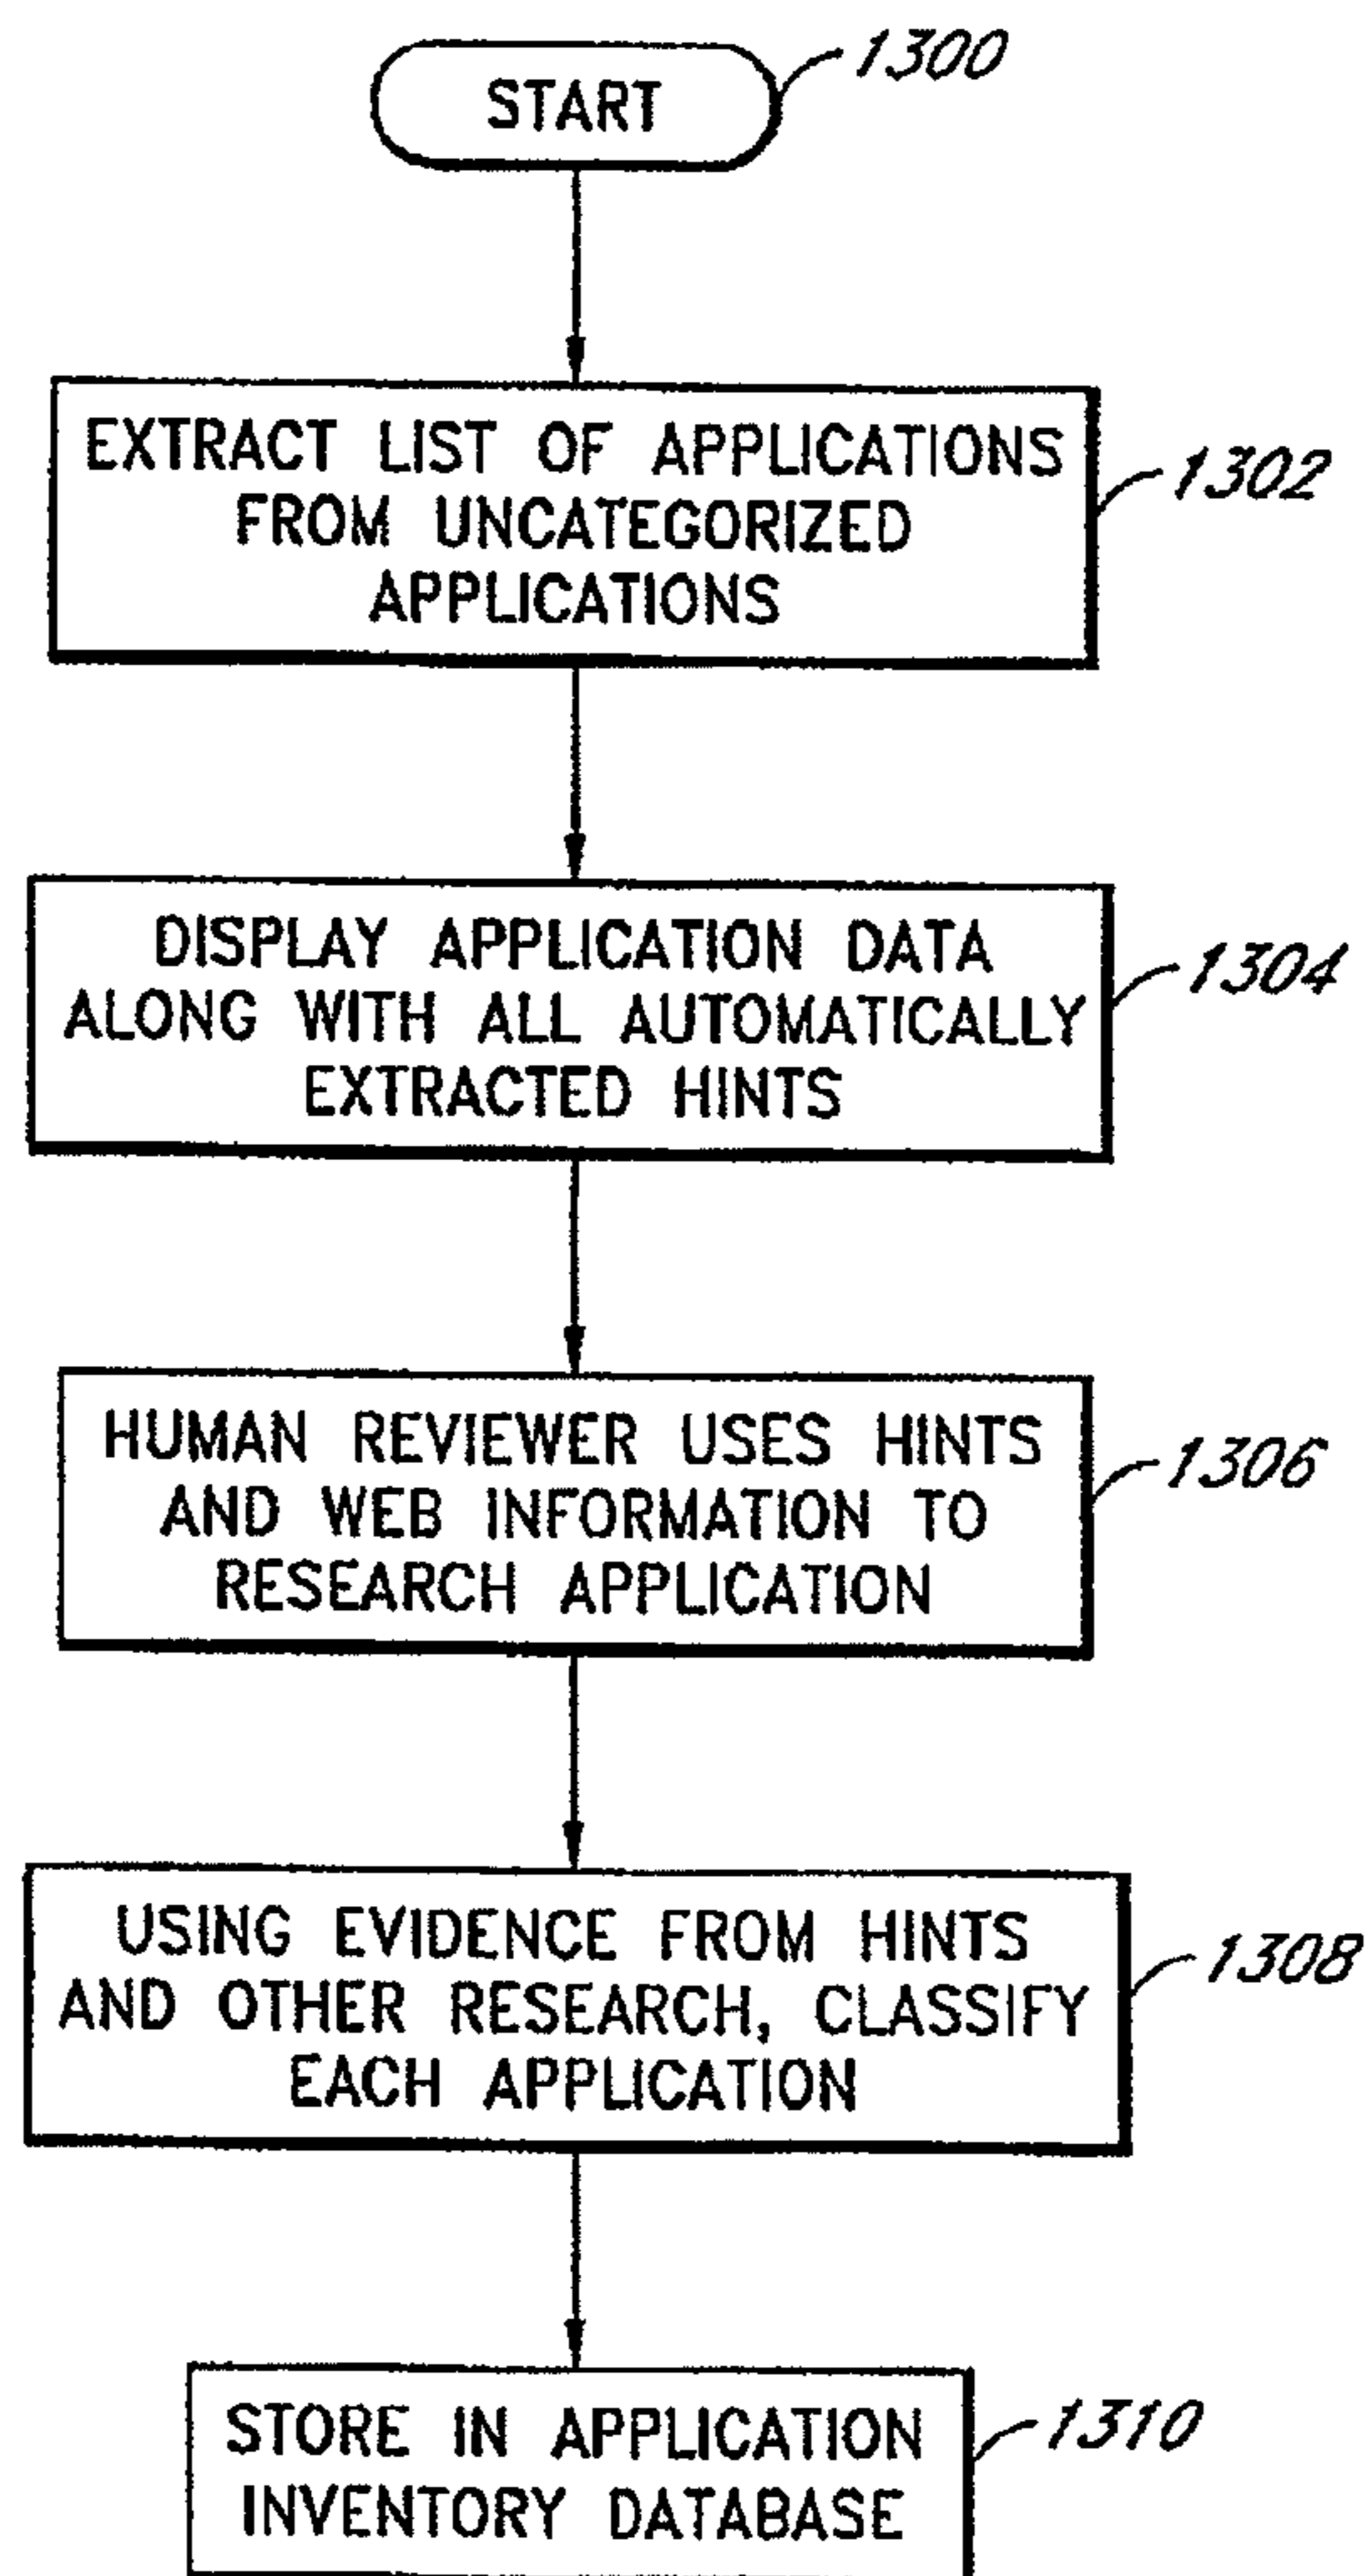 START
1300
EXTRACT LIST OF APPLICATIONS
FROM UNCATEGORIZED
APPLICATIONS
1302
DISPLAY APPLICATION DATA
ALONG WITH ALL AUTOMATICALLY
EXTRACTED HINTS
1304
HUMAN REVIEWER USES HINTS
AND WEB INFORMATION TO
RESEARCH APPLICATION
1306
USING EVIDENCE FROM HINTS
AND OTHER RESEARCH, CLASSIFY
EACH APPLICATION
1308
STORE IN APPLICATION
INVENTORY DATABASE
1310